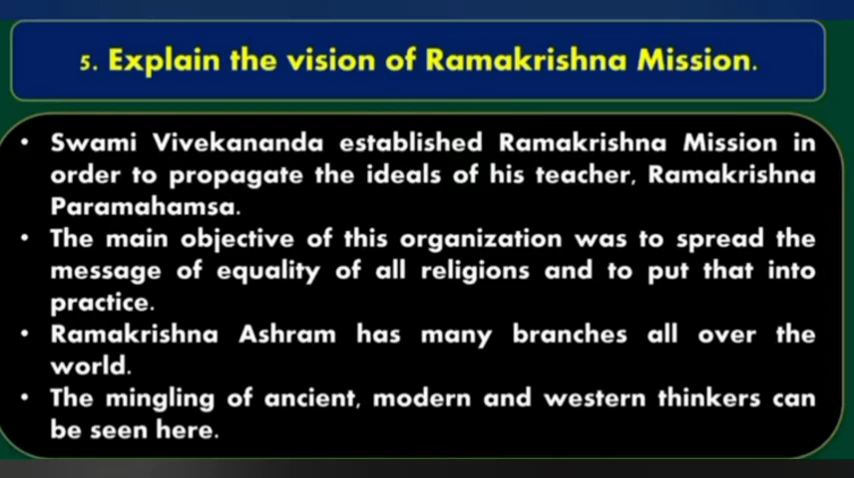 5. Explain the vision of Ramakrishna Mission.
• Swami Vivekananda established Ramakrishna Mission in
order to propagate the ideals of his teacher, Ramakrishna
Paramahamsa.
• The main objective of this organization was to spread the
message of equality of all religions and to put that into
practice.
• Ramakrishna Ashram has many branches all over the
world.
• The mingling of ancient, modern and western thinkers can
be seen here.